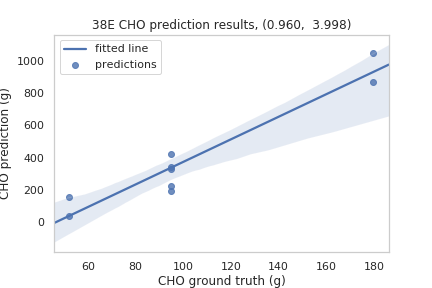 38E CHO prediction results, (0.960,  3.998)
fitted line
predictions
CHO prediction (g)
1000
800
600
400
200
0
60
80
100
120
140
160
180
CHO ground truth (g)